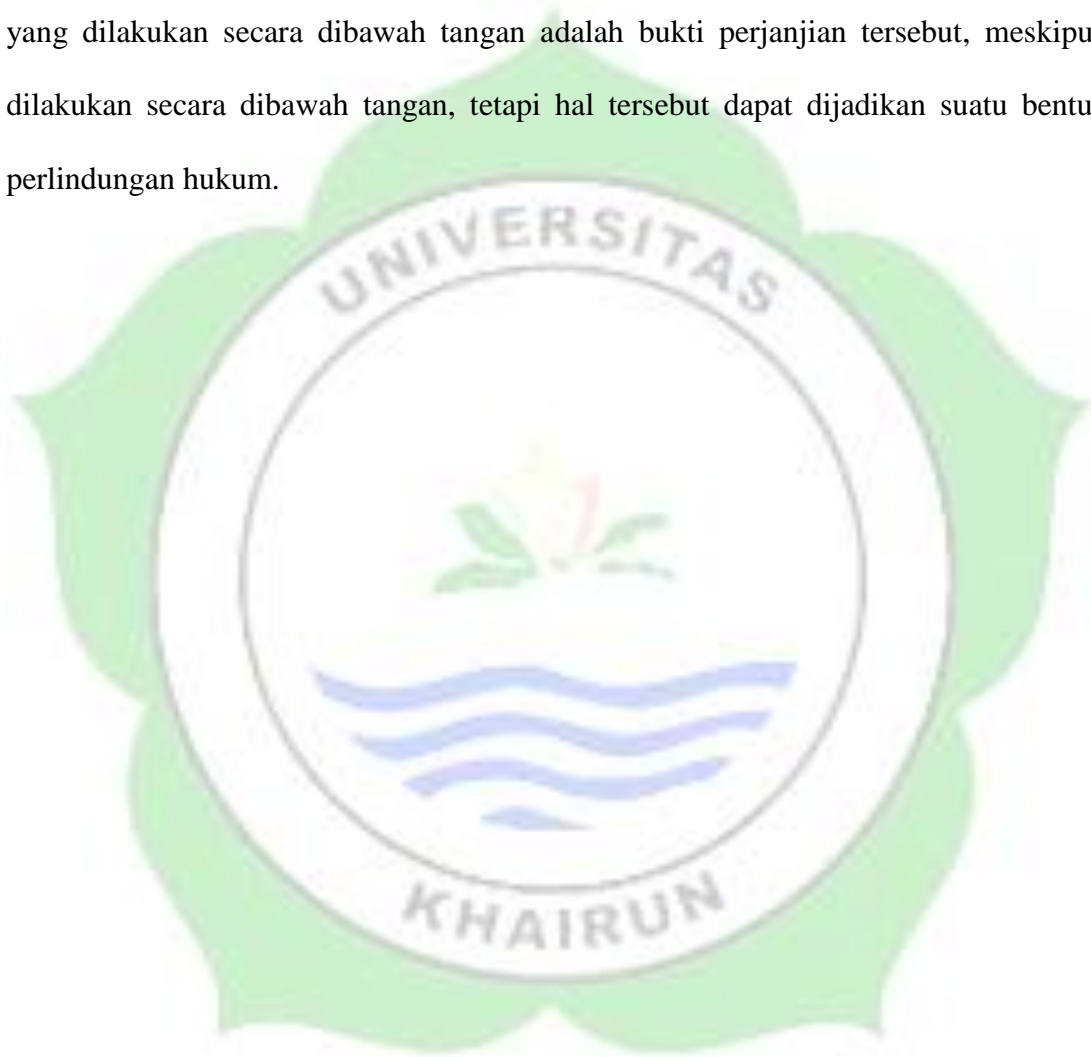 yang dilakukan secara dibawah tangan adalah bukti perjanjian tersebut, meskipu
dilakukan secara dibawah tangan, tetapi hal tersebut dapat dijadikan suatu bentu
perlindungan hukum.
UNIVERSITAS
KHAIRUN